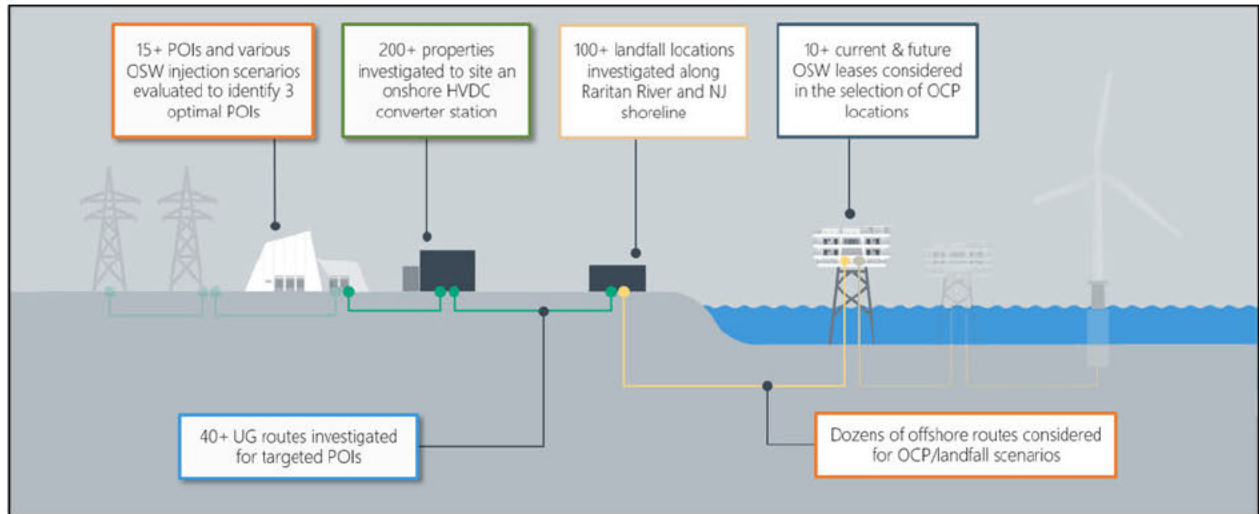 15+ POIs and various
OSW injection scenarios
evaluated to identify 3
optimal POIs
200+ properties
investigated to site an
onshore HVDC
converter station
100+ landfall locations
investigated along
Raritan River and NJ
shoreline
10+ current & future
OSW leases considered
in the selection of OCP
locations
40+ UG routes investigated
for targeted POIs
Dozens of offshore routes considered
for OCP/landfall scenarios